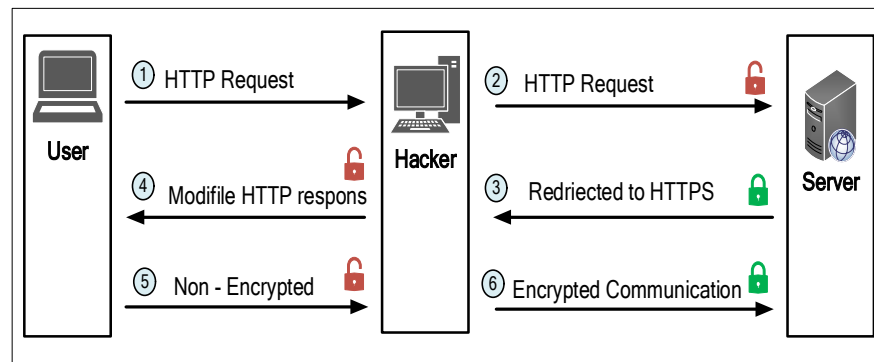 1 HTTP Request
2 HTTP Request
User
Hacker
Server
4 Modifile HTTP respons
3 Redriected to HTTPS
5 Non - Encrypted
6 Encrypted Communication